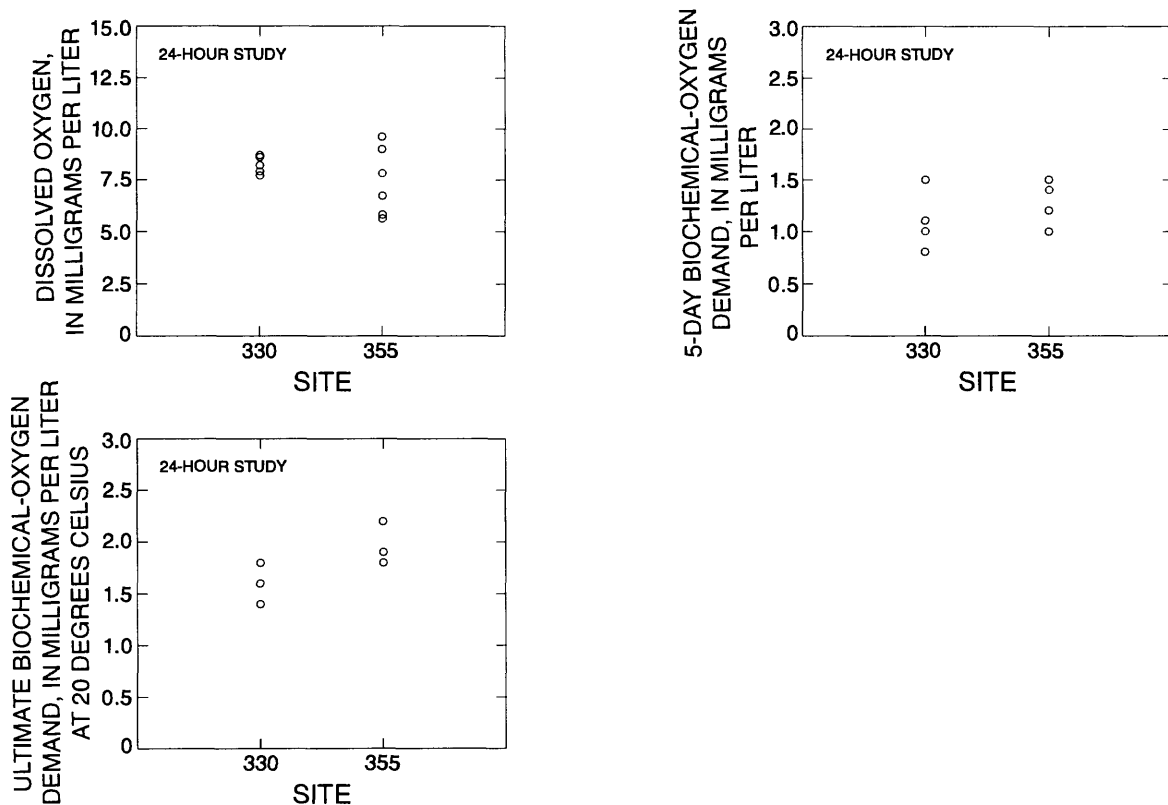 DISSOLVED OXYGEN,
IN MILLIGRAMS PER LITER
15.0
12.5
10.0
7.5
5.0
2.5
0
24-HOUR STUDY
330 355
SITE
5-DAY BIOCHEMICAL-OXYGEN
DEMAND, IN MILLIGRAMS
PER LITER
3.0
2.5
2.0
1.5
1.0
0.5
0
24-HOUR STUDY
330 355
SITE
ULTIMATE BIOCHEMICAL-OXYGEN
DEMAND, IN MILLIGRAMS PER LITER
AT 20 DEGREES CELSIUS
3.0
2.5
2.0
1.5
1.0
0.5
0
24-HOUR STUDY
330 355
SITE